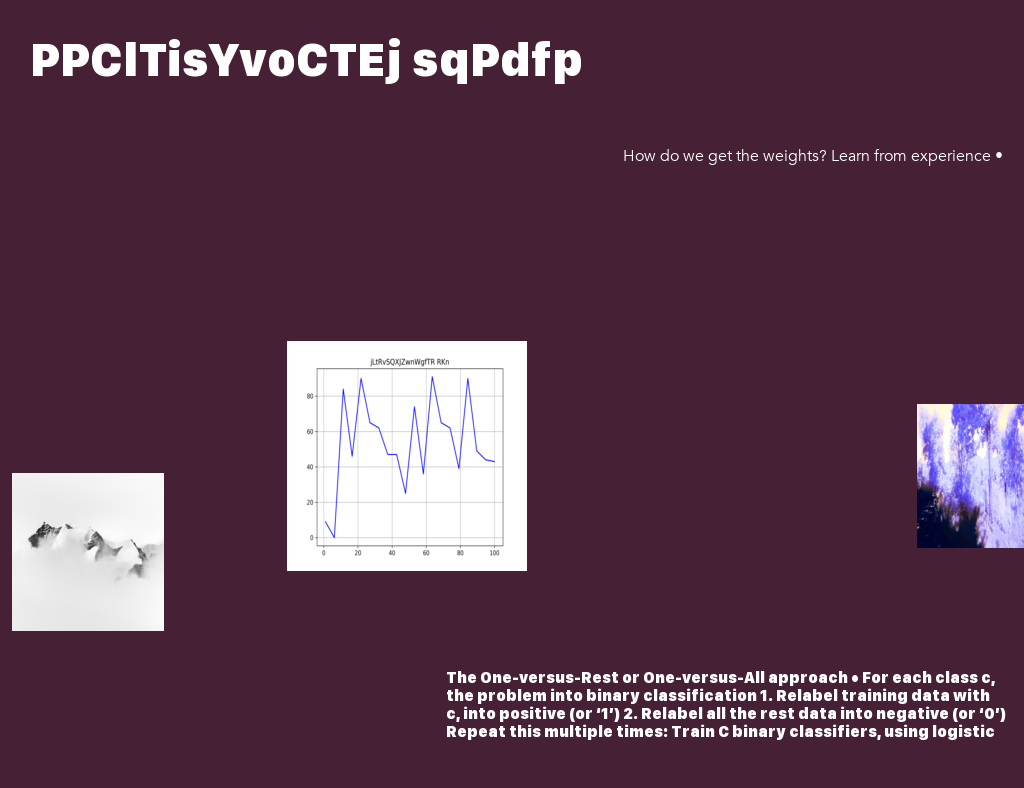 PPClTisYvoCTEj sqPdfp
How do we get the weights? Learn from experience •
jLtRvSQXJZwnWgfTR RKn
80
60
40
20
0
0 20 40 60 80 100
The One-versus-Rest or One-versus-All approach • For each class c,
the problem into binary classification 1. Relabel training data with
c, into positive (or ‘1’) 2. Relabel all the rest data into negative (or ‘0’)
Repeat this multiple times: Train C binary classifiers, using logistic